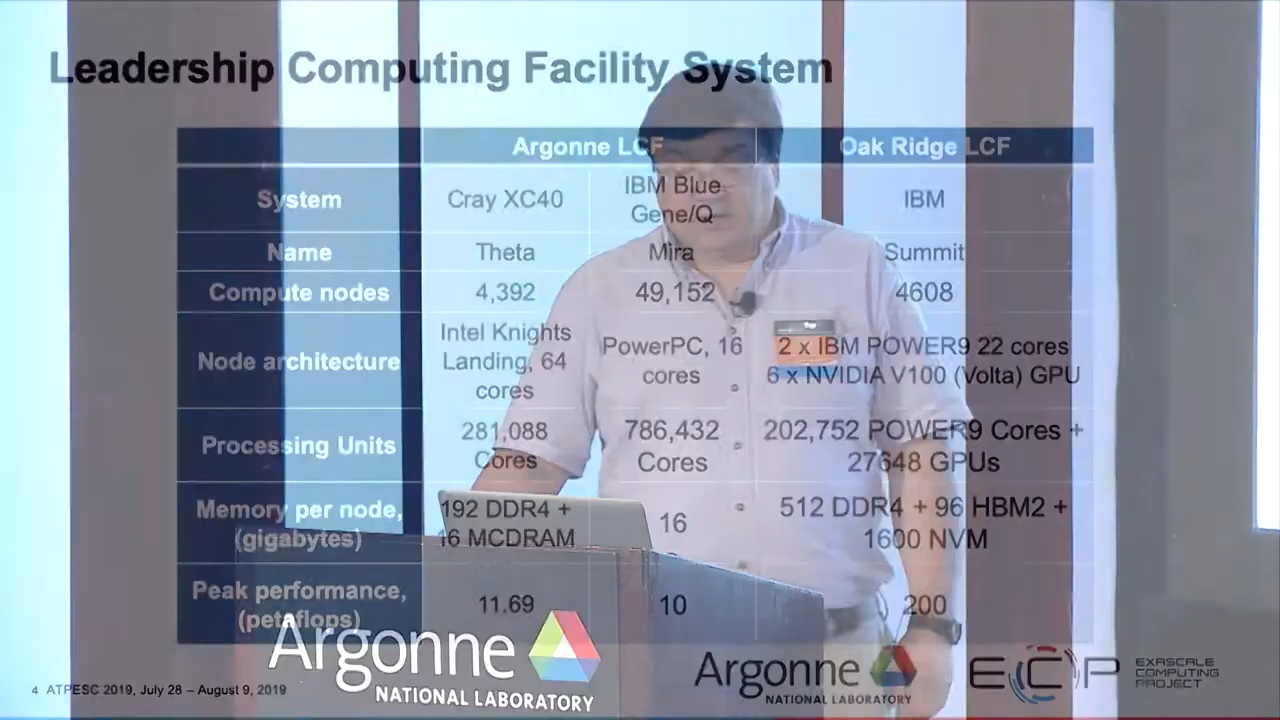 Leadership Computing Facility System
Argonne LCF Oak Ridge LCF
System Cray XC40 IBM Blue Gene/Q IBM
Name Theta Mira Summit
Compute nodes 4,392 49,152 4608
Node architecture Intel Knights Landing, 64 cores PowerPC, 16 cores 2 x IBM POWER9 22 cores 6 x NVIDIA V100 (Volta) GPU
Processing Units 281,088 Cores 786,432 Cores 202,752 POWER9 Cores + 27648 GPUs
Memory per node, (gigabytes) 192 DDR4 + 16 MCDRAM 16 512 DDR4 + 96 HBM2 + 1600 NVM
Peak performance, (petaflops) 11.69 10 200
Argonne
NATIONAL LABORATORY
4 ATPESC 2019, July 28 – August 9, 2019
Argonne
NATIONAL LABORATORY
ECP
EXASCALE
COMPUTING
PROJECT